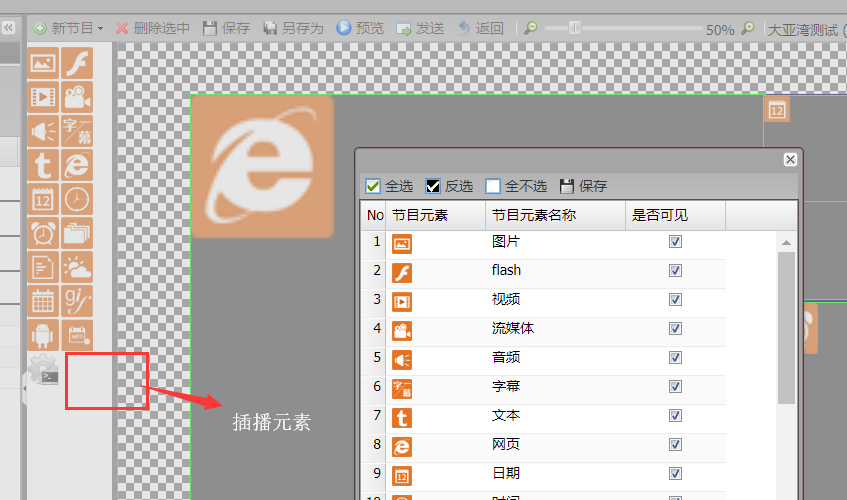 新节目 删除选中 保存 另存为 预览 发送 返回 50% 大亚湾测试 (
全选 反选 全不选 保存
No 节目元素 节目元素名称 是否可见
1 图片
2 flash
3 视频
4 流媒体
5 音频
6 字幕
7 文本
8 网页
9 日期
10 时间
插播元素